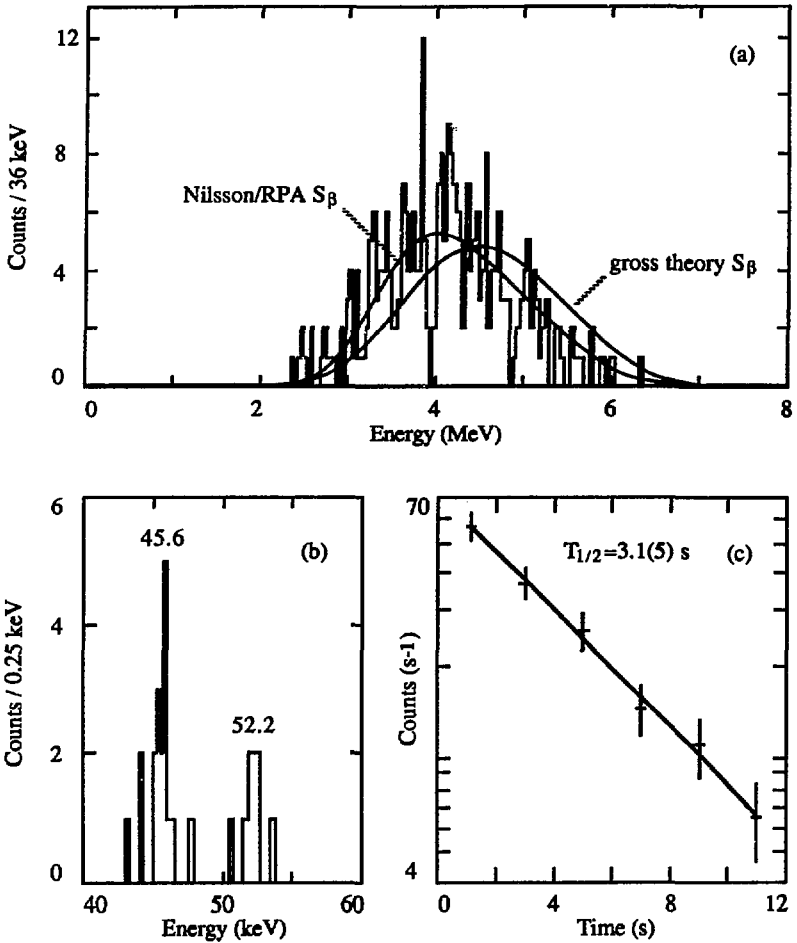 12
8
4
0
Counts / 36 keV
(a)
Nilsson/RPA Sβ
gross theory Sβ
0 2 4 6 8
Energy (MeV)
6
4
2
0
Counts / 0.25 keV
45.6
(b)
52.2
40 50 60
Energy (keV)
70
4
Counts (s-1)
T1/2=3.1(5) s
(c)
0 4 8 12
Time (s)